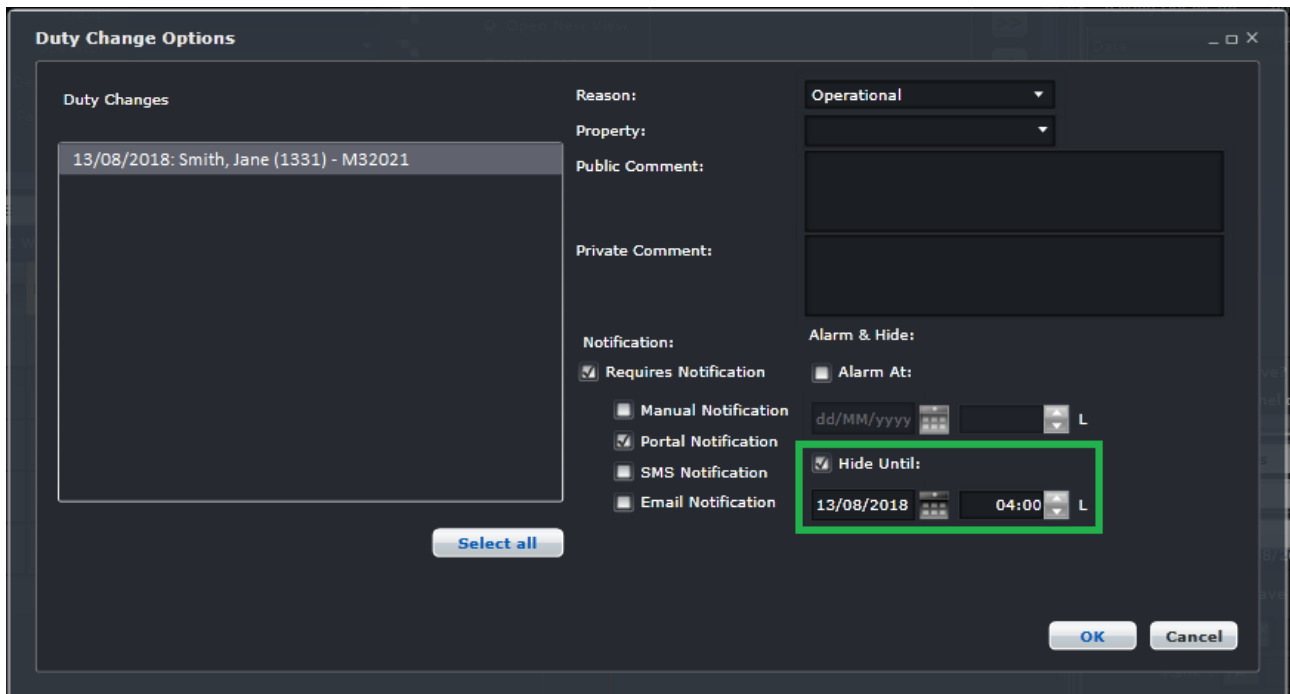 Duty Change Options
Duty Changes
13/08/2018: Smith, Jane (1331) - M32021
Select all
Reason:
Operational
Property:
Public Comment:
Private Comment:
Notification:
Requires Notification
Manual Notification
Portal Notification
SMS Notification
Email Notification
Alarm & Hide:
Alarm At:
dd/MM/yyyy
L
Hide Until:
13/08/2018 04:00 L
OK Cancel